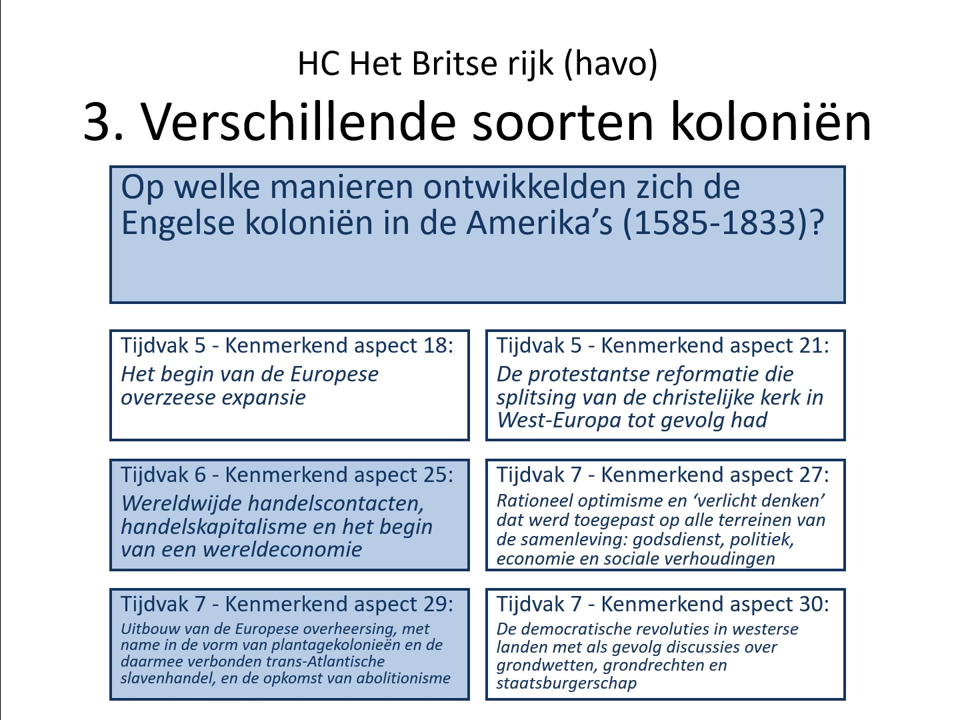 HC Het Britse rijk (havo)
3. Verschillende soorten koloniën
Op welke manieren ontwikkelden zich de
Engelse koloniën in de Amerika’s (1585-1833)?
Tijdvak 5 - Kenmerkend aspect 18:
Het begin van de Europese
overzeese expansie
Tijdvak 5 - Kenmerkend aspect 21:
De protestantse reformatie die
splitsing van de christelijke kerk in
West-Europa tot gevolg had
Tijdvak 6 - Kenmerkend aspect 25:
Wereldwijde handelscontacten,
handelskapitalisme en het begin
van een wereldeconomie
Tijdvak 7 - Kenmerkend aspect 27:
Rationeel optimisme en ‘verlicht denken’
dat werd toegepast op alle terreinen van
de samenleving: godsdienst, politiek,
economie en sociale verhoudingen
Tijdvak 7 - Kenmerkend aspect 29:
Uitbouw van de Europese overheersing, met
name in de vorm van plantagekolonieën en de
daarmee verbonden trans-Atlantische
slavenhandel, en de opkomst van abolitionisme
Tijdvak 7 - Kenmerkend aspect 30:
De democratische revoluties in westerse
landen met als gevolg discussies over
grondwetten, grondrechten en
staatsburgerschap